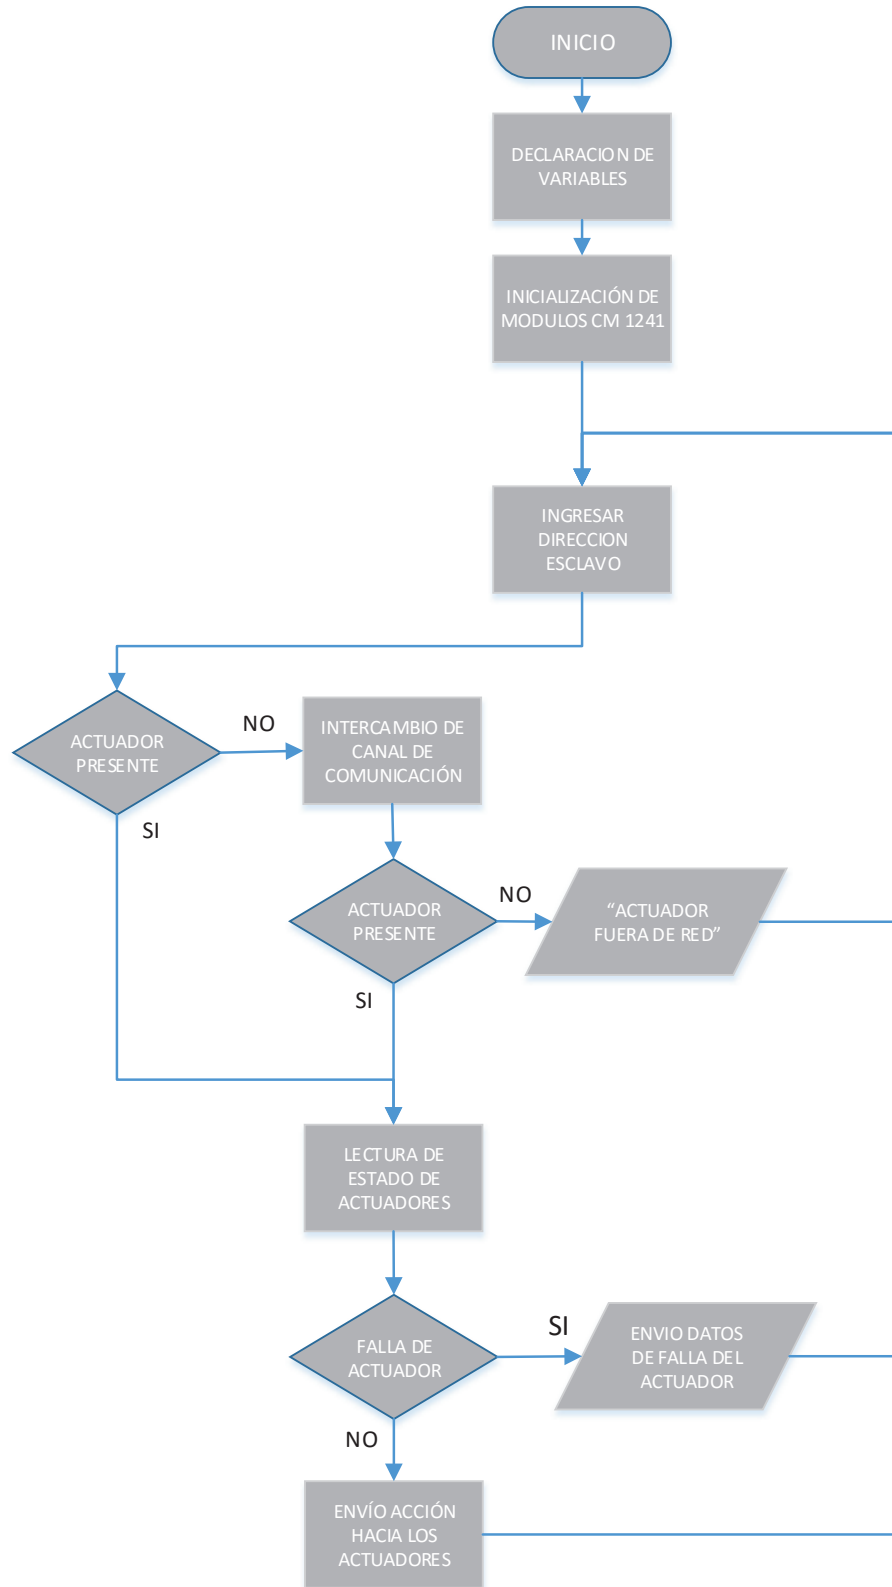 INICIO
DECLARACION DE
VARIABLES
INICIALIZACIÓN DE
MODULOS CM 1241
INGRESAR
DIRECCION
ESCLAVO
ACTUADOR
PRESENTE
NO
SI
INTERCAMBIO DE
CANAL DE
COMUNICACIÓN
ACTUADOR
PRESENTE
NO
SI
“ACTUADOR
FUERA DE RED”
LECTURA DE
ESTADO DE
ACTUADORES
FALLA DE
ACTUADOR
SI
NO
ENVIO DATOS
DE FALLA DEL
ACTUADOR
ENVÍO ACCIÓN
HACIA LOS
ACTUADORES